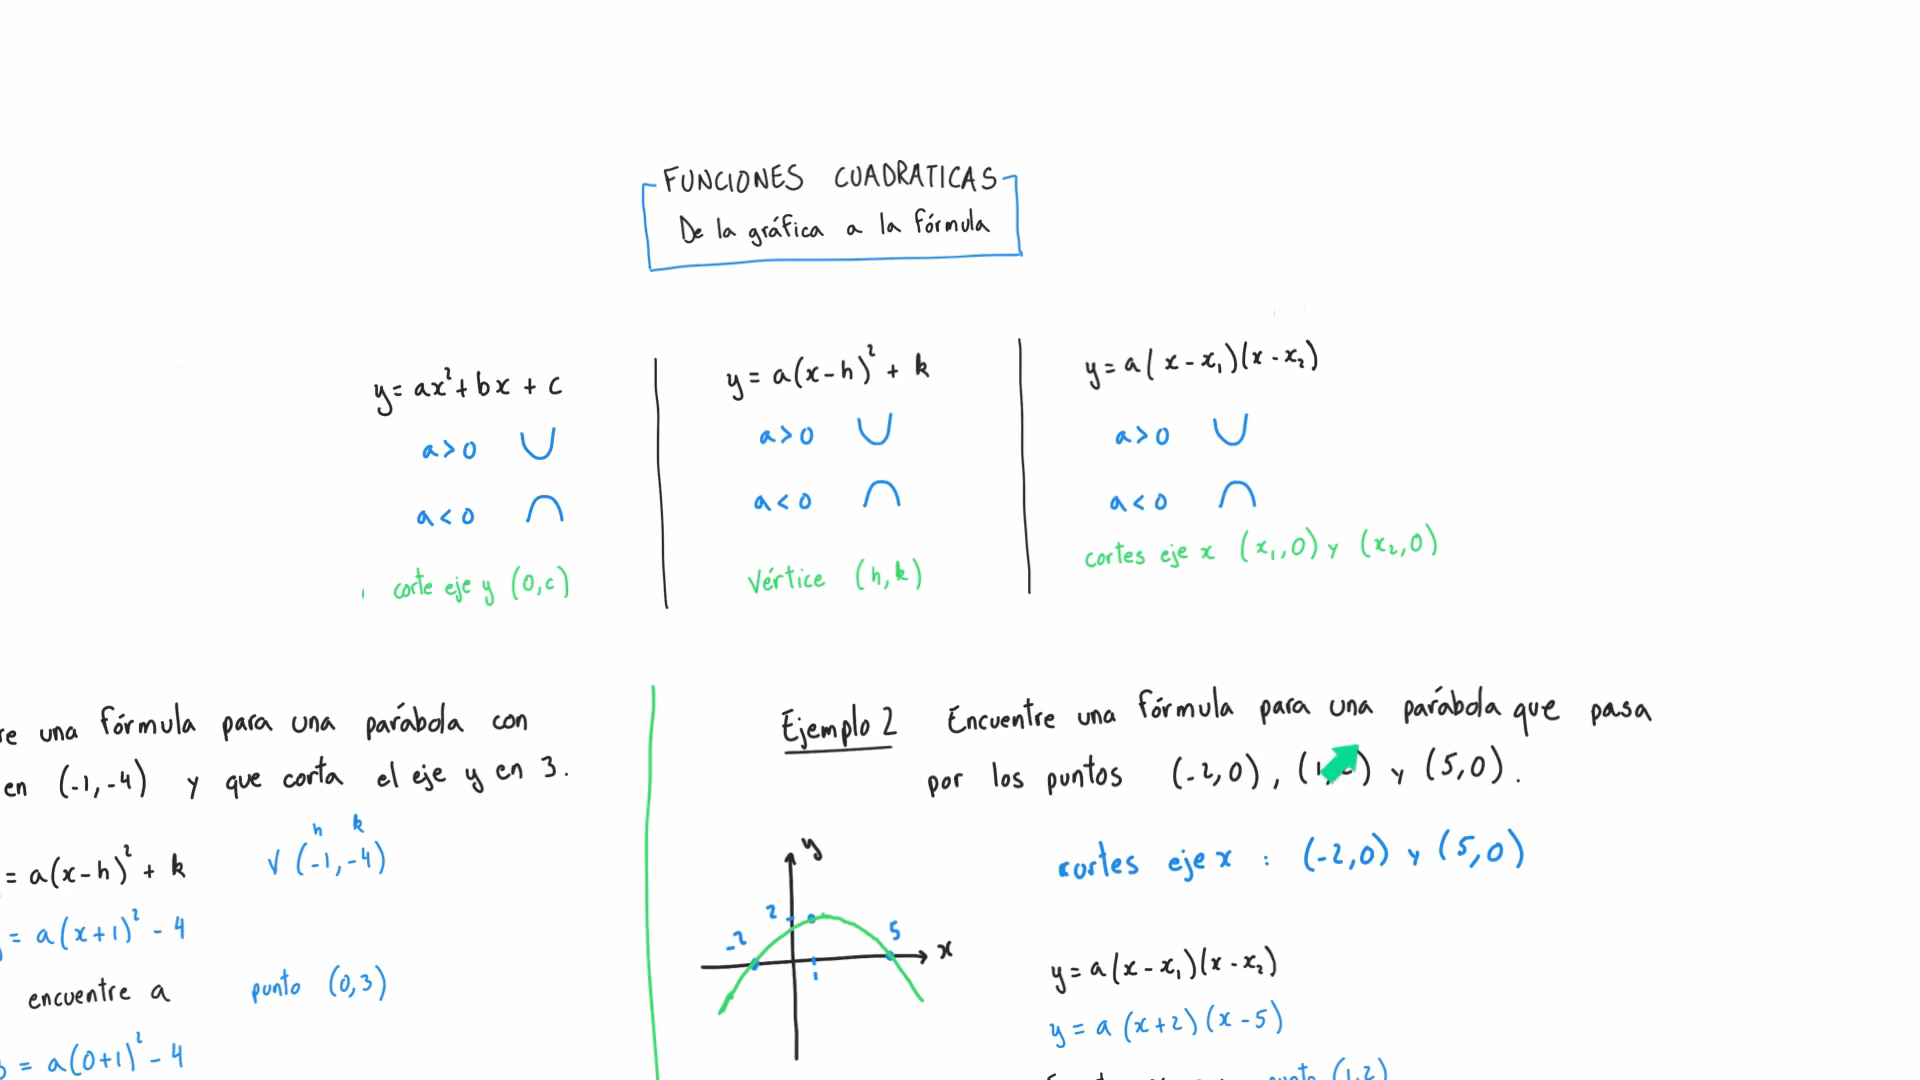 FUNCIONES CUADRATICAS
De la gráfica a la fórmula
y = ax² + bx + c
a > 0
a < 0
corte eje y (0,c)
y = a(x-h)² + k
a > 0
a < 0
Vértice (h,k)
y = a(x-x₁)(x-x₂)
a > 0
a < 0
cortes eje x (x₁,0) y (x₂,0)
una fórmula para una parábola con
en (-1,-4) y que corta el eje y en 3.
= a(x-h)² + k
h k
V (-1,-4)
= a(x+1)² - 4
encuentre a punto (0,3)
= a(0+1)² - 4
Ejemplo 2 Encuentre una fórmula para una parábola que pasa
por los puntos (-2,0), y (5,0).
cortes eje x : (-2,0) y (5,0)
y
2
-2
5
x
1
y = a(x-x₁)(x-x₂)
y = a(x+2)(x-5)
punto (1,2)